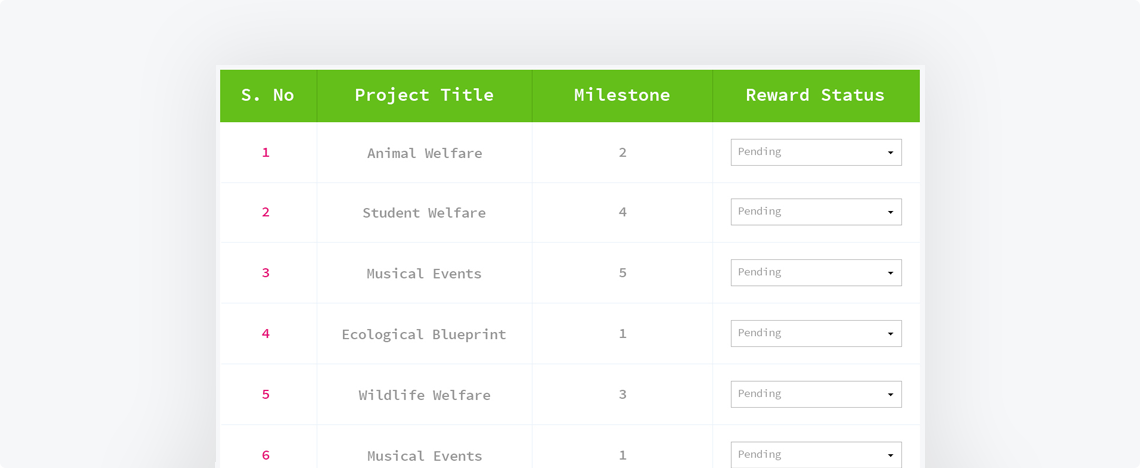 S. No Project Title Milestone Reward Status
1 Animal Welfare 2 Pending
2 Student Welfare 4 Pending
3 Musical Events 5 Pending
4 Ecological Blueprint 1 Pending
5 Wildlife Welfare 3 Pending
6 Musical Events 1 Pending